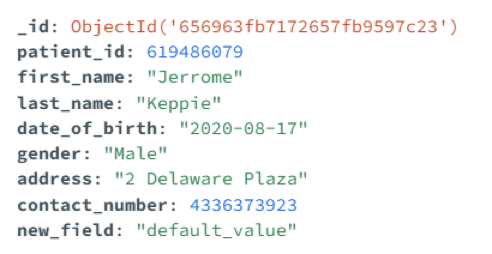 _id: ObjectId('656963fb7172657fb9597c23')
patient_id: 619486079
first_name: "Jerrome"
last_name: "Keppie"
date_of_birth: "2020-08-17"
gender: "Male"
address: "2 Delaware Plaza"
contact_number: 4336373923
new_field: "default_value"